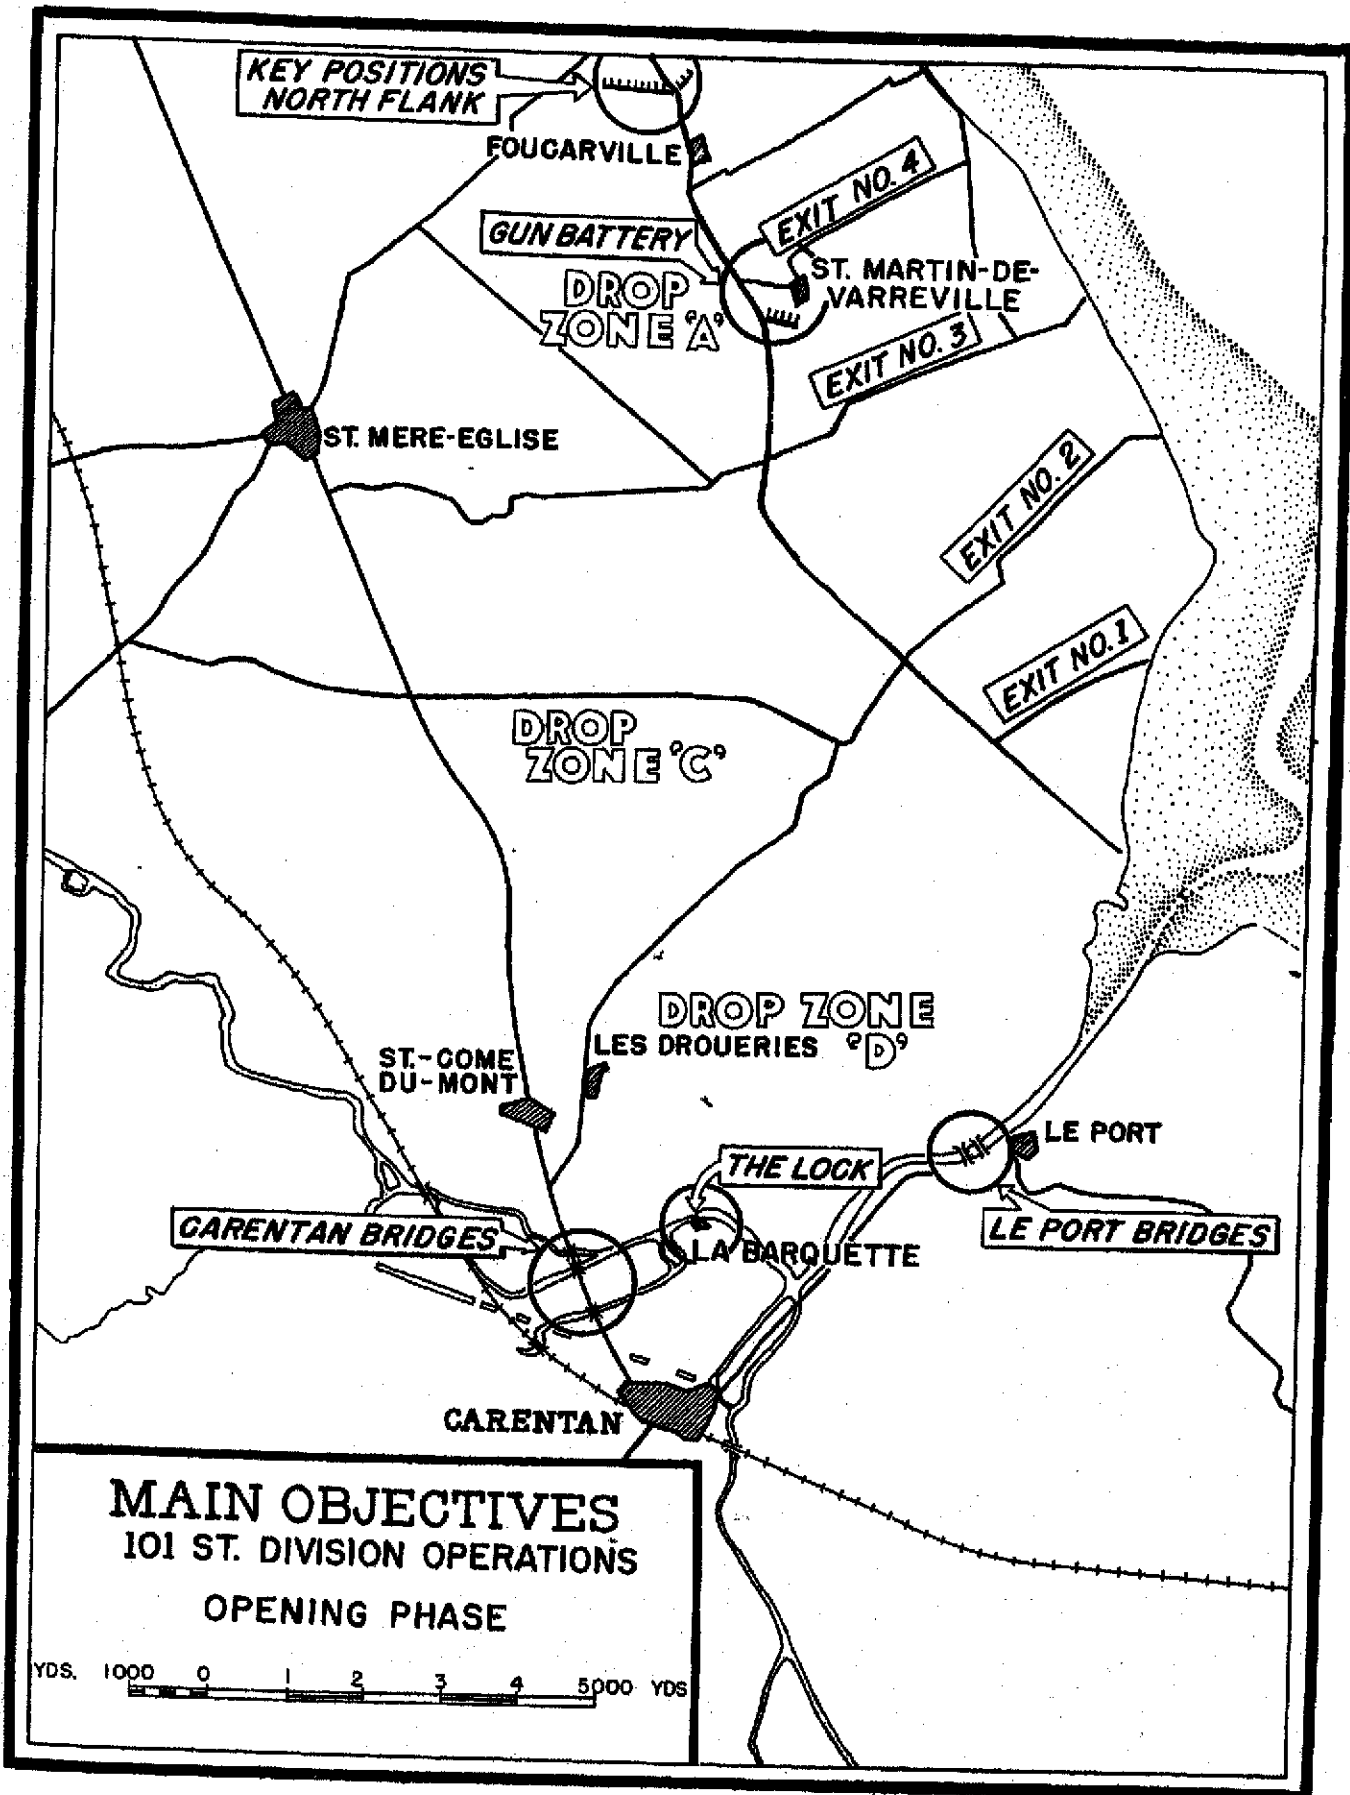 KEY POSITIONS
NORTH FLANK
FOUCARVILLE
EXIT NO. 4
GUN BATTERY
ST. MARTIN-DE-
VARREVILLE
DROP
ZONE 'A'
EXIT NO. 3
ST. MERE-EGLISE
EXIT NO. 2
EXIT NO. 1
DROP
ZONE 'C'
DROP ZONE
'D'
LES DROUERIES
ST.-COME
DU-MONT
LE PORT
THE LOCK
CARENTAN BRIDGES
LE PORT BRIDGES
LA BARQUETTE
CARENTAN
MAIN OBJECTIVES
101 ST. DIVISION OPERATIONS
OPENING PHASE
YDS. 1000 0 1 2 3 4 5000 YDS